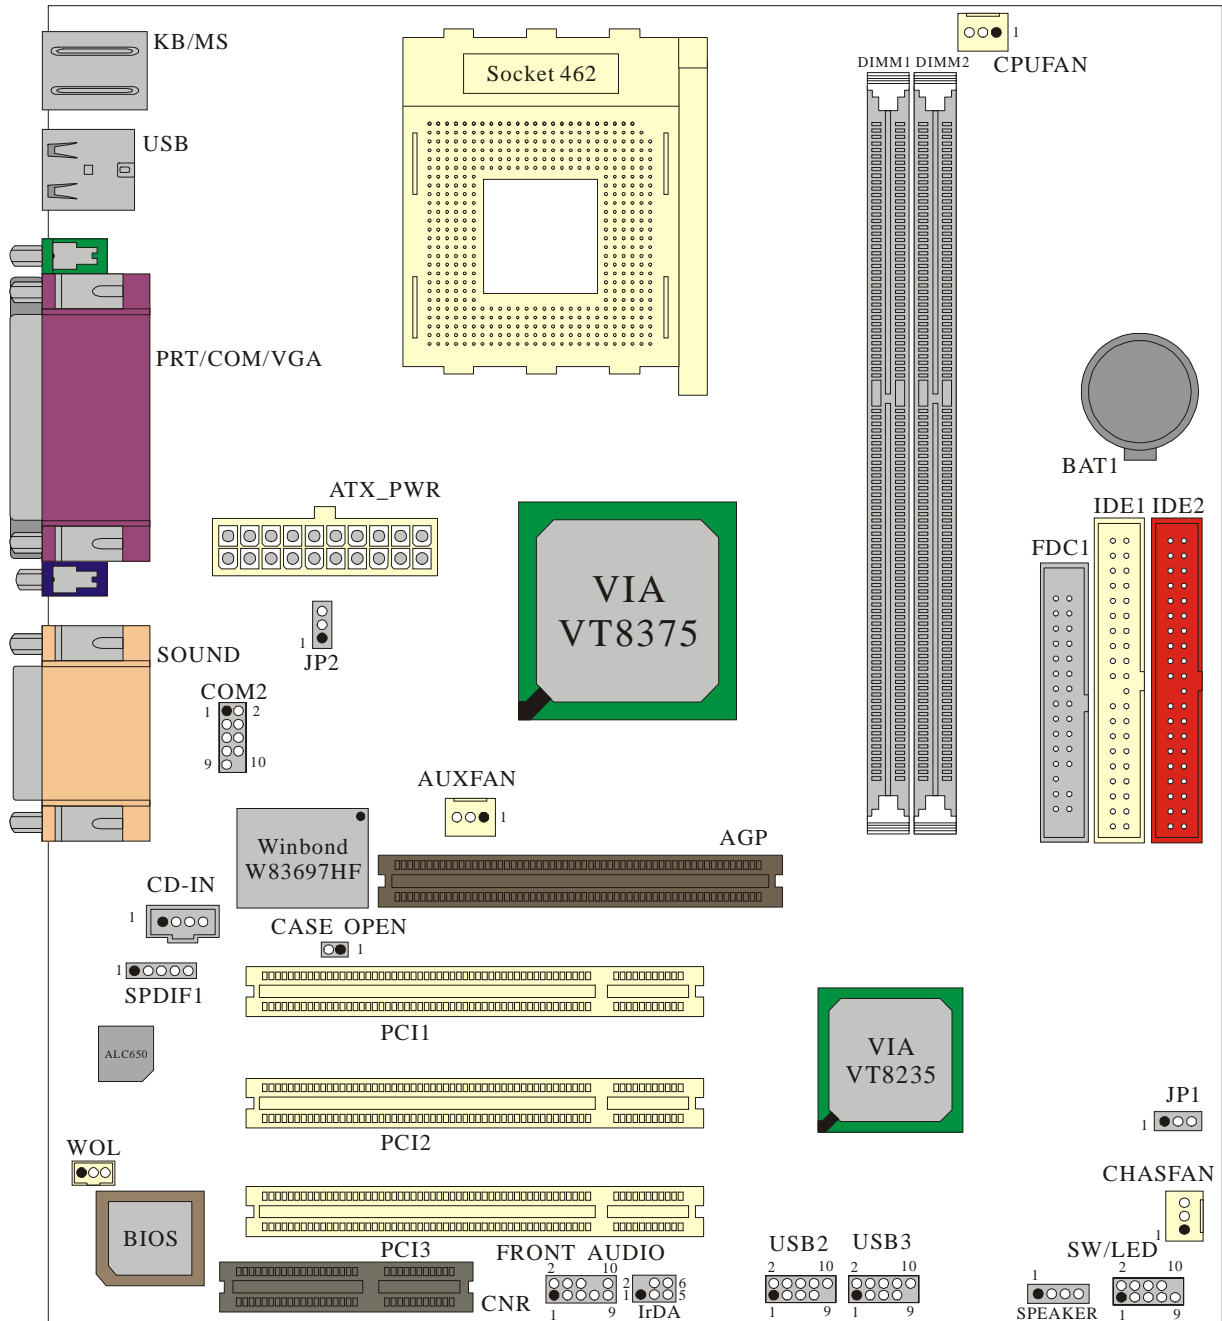 KB/MS
Socket 462
1
CPUFAN
DIMM1 DIMM2
USB
PRT/COM/VGA
BAT1
ATX_PWR
IDE1 IDE2
FDC1
VIA
VT8375
1
JP2
SOUND
COM2
1 2
9 10
AUXFAN
1
AGP
Winbond
W83697HF
CD-IN
1
CASE OPEN
1
1
SPDIF1
PCI1
ALC650
VIA
VT8235
JP1
1
PCI2
WOL
CHASFAN
1
BIOS
PCI3
FRONT AUDIO
2 10
1 9
2 6
1 5
IrDA
CNR
USB2 USB3
2 10 2 10
1 9 1 9
SW/LED
2 10
1 9
1
SPEAKER